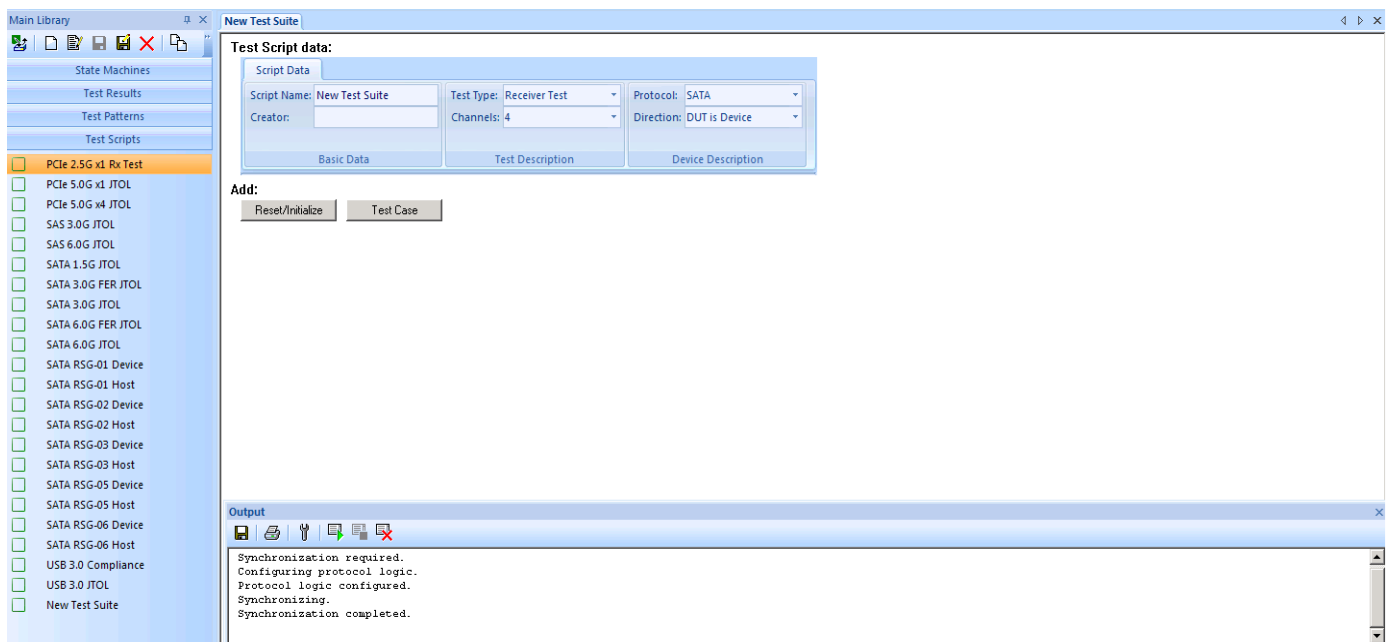 Main Library
State Machines
Test Results
Test Patterns
Test Scripts
PCIe 2.5G x1 Rx Test
PCIe 5.0G x1 JTOL
PCIe 5.0G x4 JTOL
SAS 3.0G JTOL
SAS 6.0G JTOL
SATA 1.5G JTOL
SATA 3.0G FER JTOL
SATA 3.0G JTOL
SATA 6.0G FER JTOL
SATA 6.0G JTOL
SATA RSG-01 Device
SATA RSG-01 Host
SATA RSG-02 Device
SATA RSG-02 Host
SATA RSG-03 Device
SATA RSG-03 Host
SATA RSG-05 Device
SATA RSG-05 Host
SATA RSG-06 Device
SATA RSG-06 Host
USB 3.0 Compliance
USB 3.0 JTOL
New Test Suite
New Test Suite
Test Script data:
Script Data
Script Name: New Test Suite
Creator:
Basic Data
Test Type: Receiver Test
Channels: 4
Test Description
Protocol: SATA
Direction: DUT is Device
Device Description
Add:
Reset/Initialize
Test Case
Output
Synchronization required.
Configuring protocol logic.
Protocol logic configured.
Synchronizing.
Synchronization completed.